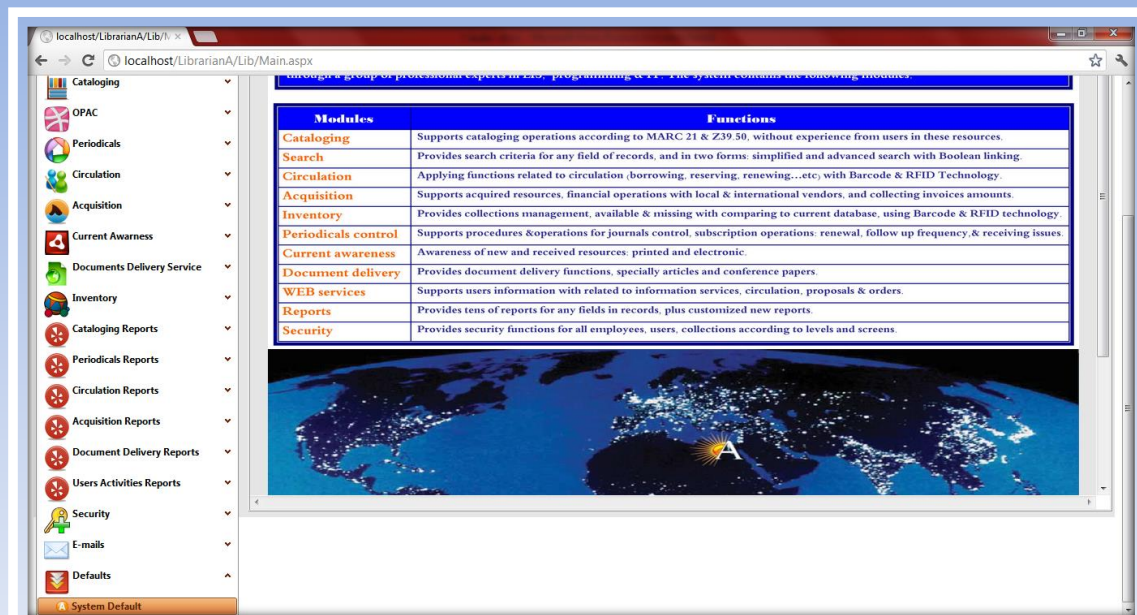 localhost/LibrarianA/Lib/M
localhost/LibrarianA/Lib/Main.aspx
Cataloging
OPAC
Periodicals
Circulation
Acquisition
Current Awarness
Documents Delivery Service
Inventory
Cataloging Reports
Periodicals Reports
Circulation Reports
Acquisition Reports
Document Delivery Reports
Users Activities Reports
Security
E-mails
Defaults
System Default
through a group of professional experts in LIS, programming & IT. The system contains the following modules:
Modules Functions
Cataloging Supports cataloging operations according to MARC 21 & Z39.50, without experience from users in these resources.
Search Provides search criteria for any field of records, and in two forms: simplified and advanced search with Boolean linking.
Circulation Applying functions related to circulation (borrowing, reserving, renewing...etc) with Barcode & RFID Technology.
Acquisition Supports acquired resources, financial operations with local & international vendors, and collecting invoices amounts.
Inventory Provides collections management, available & missing with comparing to current database, using Barcode & RFID technology.
Periodicals control Supports procedures &operations for journals control, subscription operations: renewal, follow up frequency,& receiving issues.
Current awareness Awareness of new and received resources: printed and electronic.
Document delivery Provides document delivery functions, specially articles and conference papers.
WEB services Supports users information with related to information services, circulation, proposals & orders.
Reports Provides tens of reports for any fields in records, plus customized new reports.
Security Provides security functions for all employees, users, collections according to levels and screens.
A